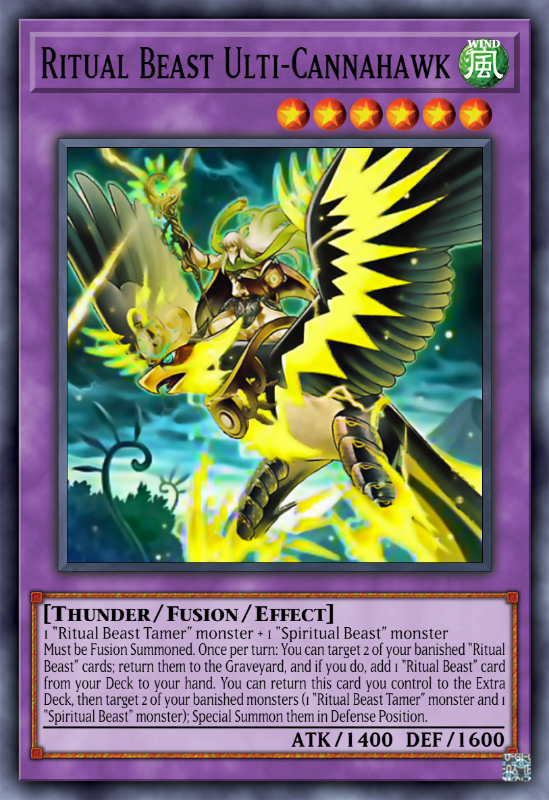 Ritual Beast Ulti-Cannahawk
WIND
風
[Thunder/Fusion/Effect]
1 "Ritual Beast Tamer" monster + 1 "Spiritual Beast" monster
Must be Fusion Summoned. Once per turn: You can target 2 of your banished "Ritual
Beast" cards; return them to the Graveyard, and if you do, add 1 "Ritual Beast" card
from your Deck to your hand. You can return this card you control to the Extra
Deck, then target 2 of your banished monsters (1 "Ritual Beast Tamer" monster and 1
"Spiritual Beast" monster); Special Summon them in Defense Position.
ATK/1400 DEF/1600